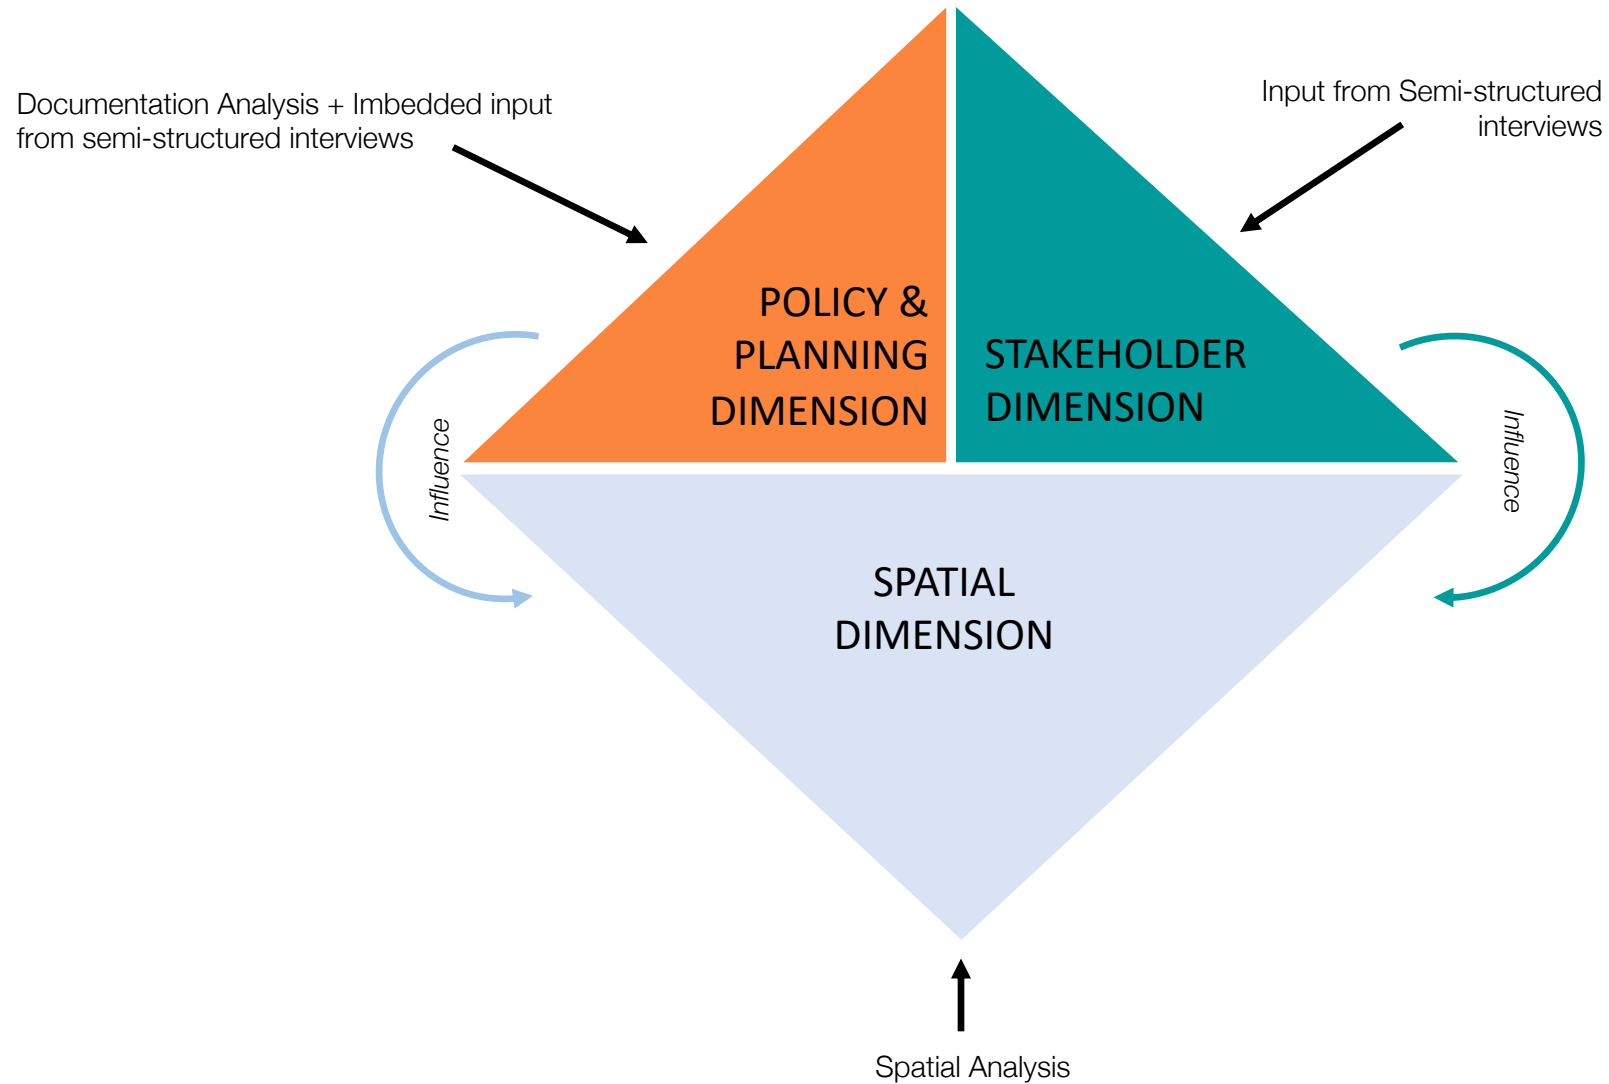 Documentation Analysis + Imbedded input
from semi-structured interviews
Input from Semi-structured
interviews
POLICY &
PLANNING
DIMENSION
STAKEHOLDER
DIMENSION
Influence
Influence
SPATIAL
DIMENSION
Spatial Analysis